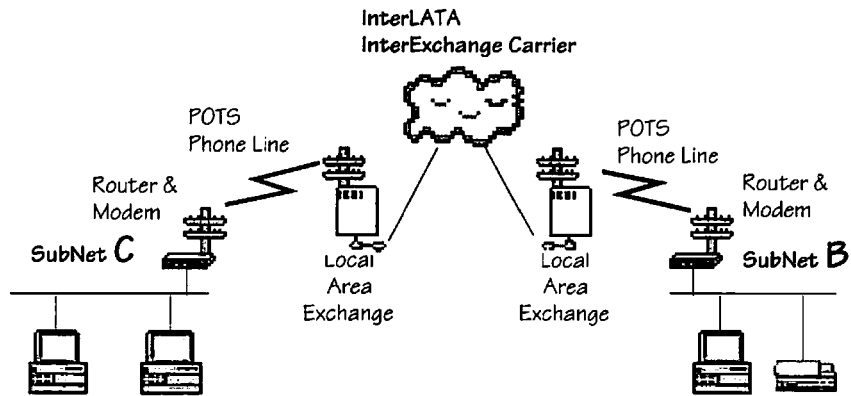 InterLATA
InterExchange Carrier
POTS
Phone Line
POTS
Phone Line
Router &
Modem
Router &
Modem
SubNet C
SubNet B
Local
Area
Exchange
Local
Area
Exchange